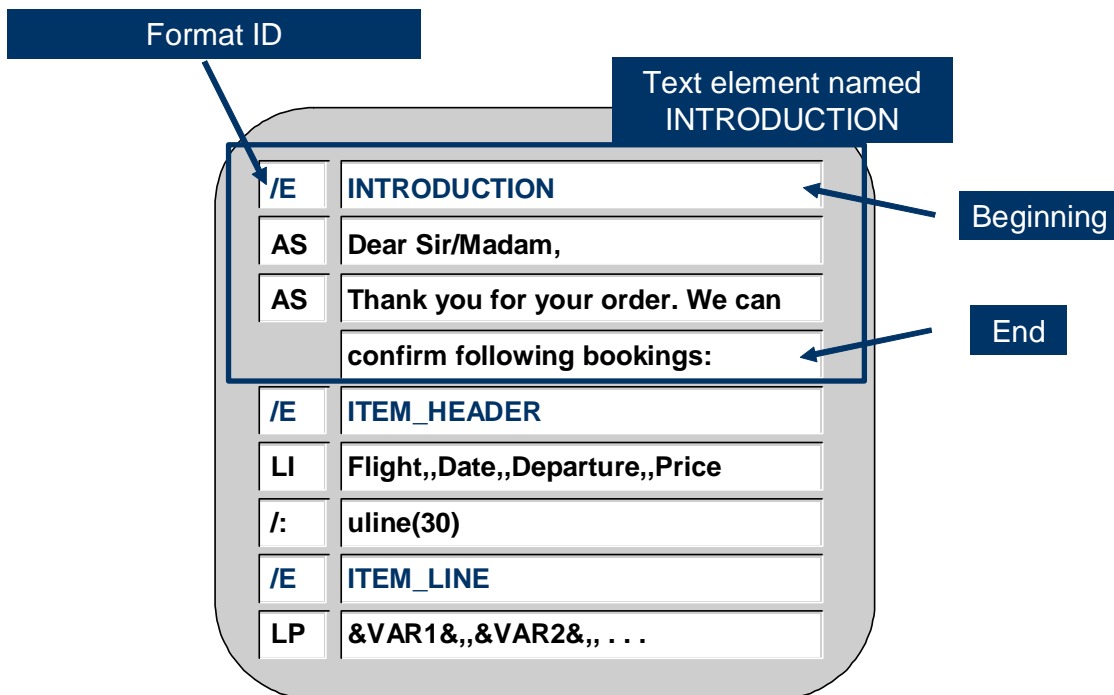 Format ID
Text element named
INTRODUCTION
/E INTRODUCTION
Beginning
AS Dear Sir/Madam,
AS Thank you for your order. We can
End
confirm following bookings:
/E ITEM_HEADER
LI Flight,,Date,,Departure,,Price
/: uline(30)
/E ITEM_LINE
LP &VAR1&,,&VAR2&,, . . .